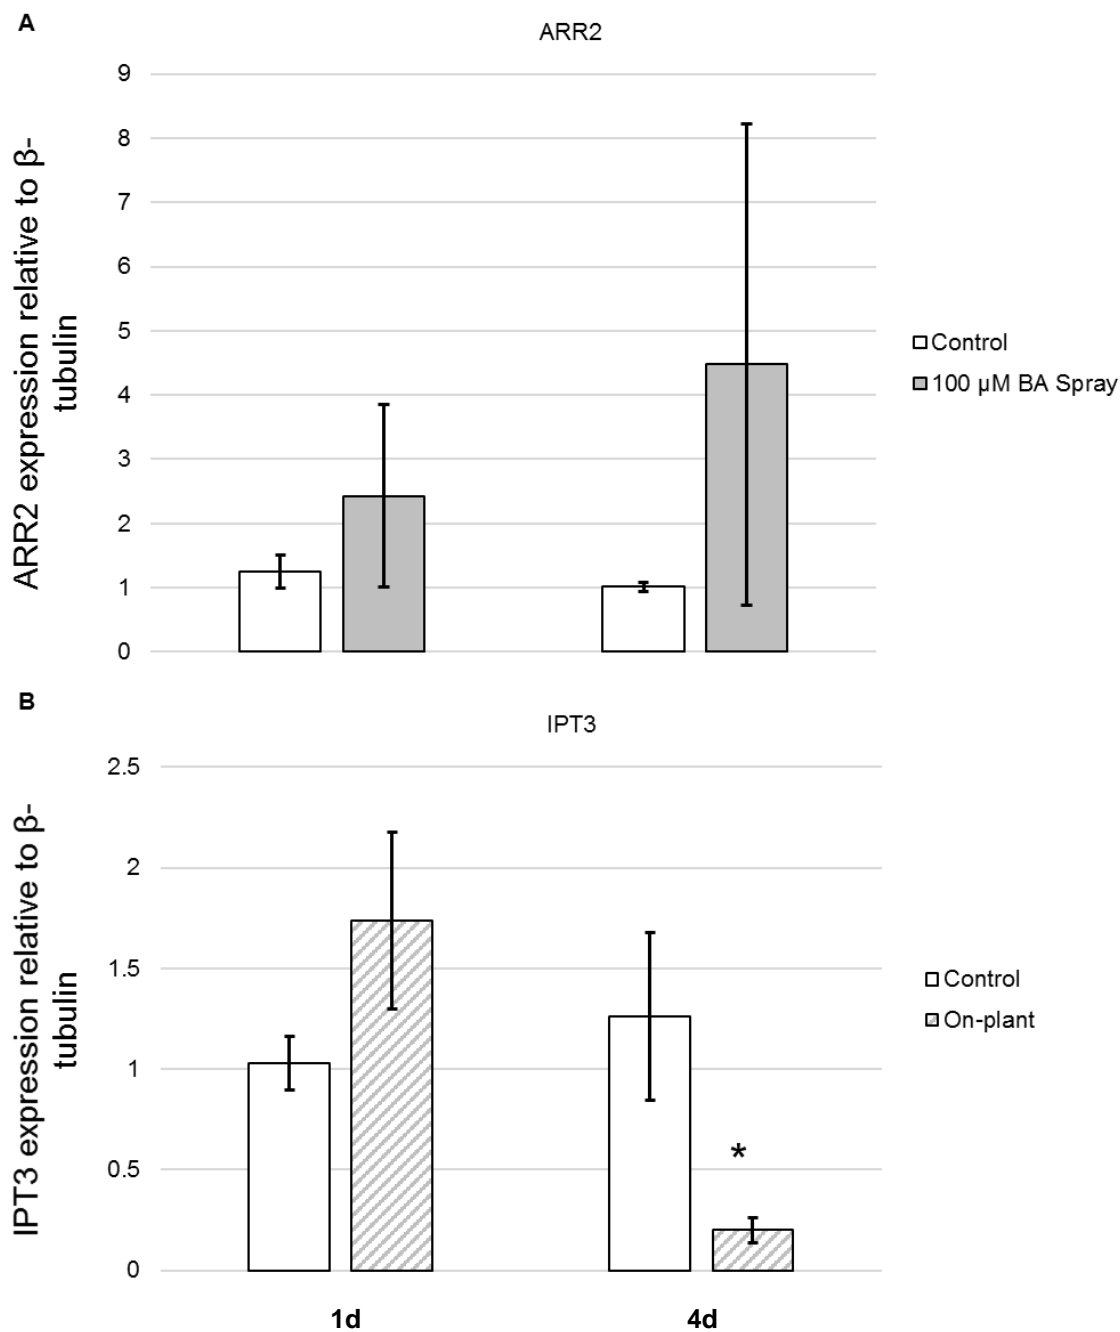 A
ARR2
ARR2 expression relative to β-
tubulin
9
8
7
6
5
4
3
2
1
0
Control
100 µM BA Spray
B
IPT3
IPT3 expression relative to β-
tubulin
2.5
2
1.5
1
0.5
0
*
Control
On-plant
1d 4d